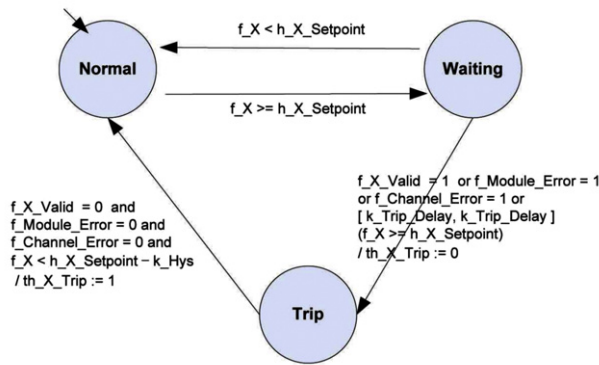 f_X < h_X_Setpoint
Normal
Waiting
f_X >= h_X_Setpoint
f_X_Valid = 1 or f_Module_Error = 1
or f_Channel_Error = 1 or
[ k_Trip_Delay, k_Trip_Delay ]
(f_X >= h_X_Setpoint)
/ th_X_Trip := 0
f_X_Valid = 0 and
f_Module_Error = 0 and
f_Channel_Error = 0 and
f_X < h_X_Setpoint – k_Hys
/ th_X_Trip := 1
Trip